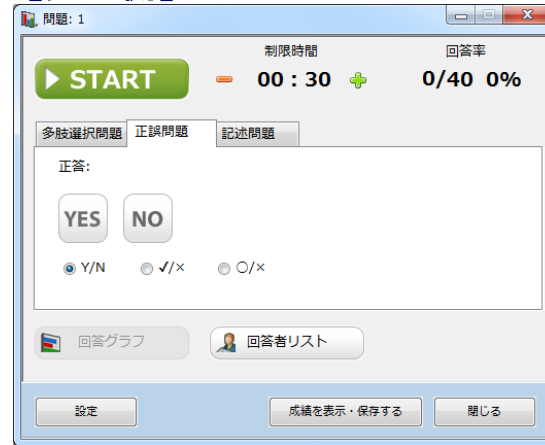 問題: 1
制限時間
回答率
START
00 : 30
0/40 0%
多肢選択問題
正誤問題
記述問題
正答:
YES
NO
Y/N
✓/×
○/×
回答グラフ
回答者リスト
設定
成績を表示・保存する
閉じる